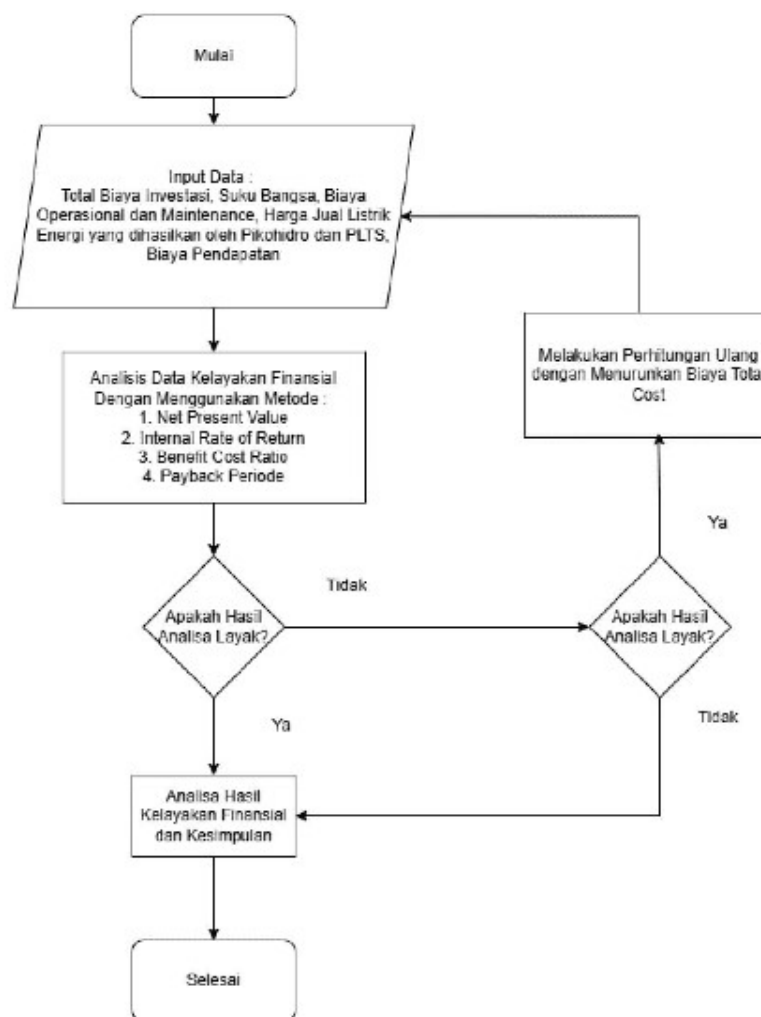 Mulai
Input Data :
Total Biaya Investasi, Suku Bangsa, Biaya
Operasional dan Maintenance, Harga Jual Listrik
Energi yang dihasilkan oleh Pikohidro dan PLTS,
Biaya Pendapatan
Analisis Data Kelayakan Finansial
Dengan Menggunakan Metode :
1. Net Present Value
2. Internal Rate of Return
3. Benefit Cost Ratio
4. Payback Periode
Melakukan Perhitungan Ulang
dengan Menurunkan Biaya Total
Cost
Ya
Tidak
Apakah Hasil
Analisa Layak?
Apakah Hasil
Analisa Layak?
Ya
Tidak
Analisa Hasil
Kelayakan Finansial
dan Kesimpulan
Selesai